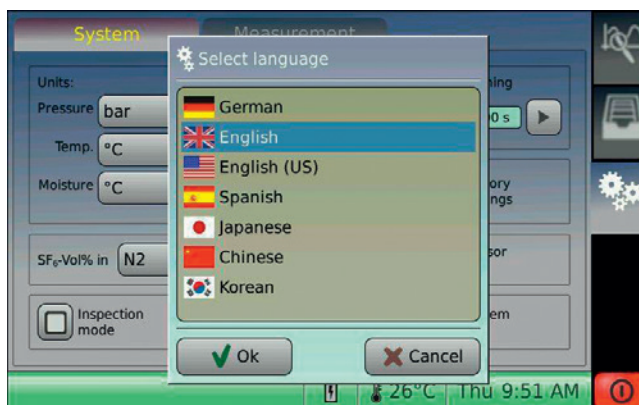 System
Measurement
Select language
Units:
Pressure bar
Temp. °C
Moisture °C
SF₆-Vol% in N2
Inspection
mode
German
English
English (US)
Spanish
Japanese
Chinese
Korean
Ok
Cancel
26°C Thu 9:51 AM